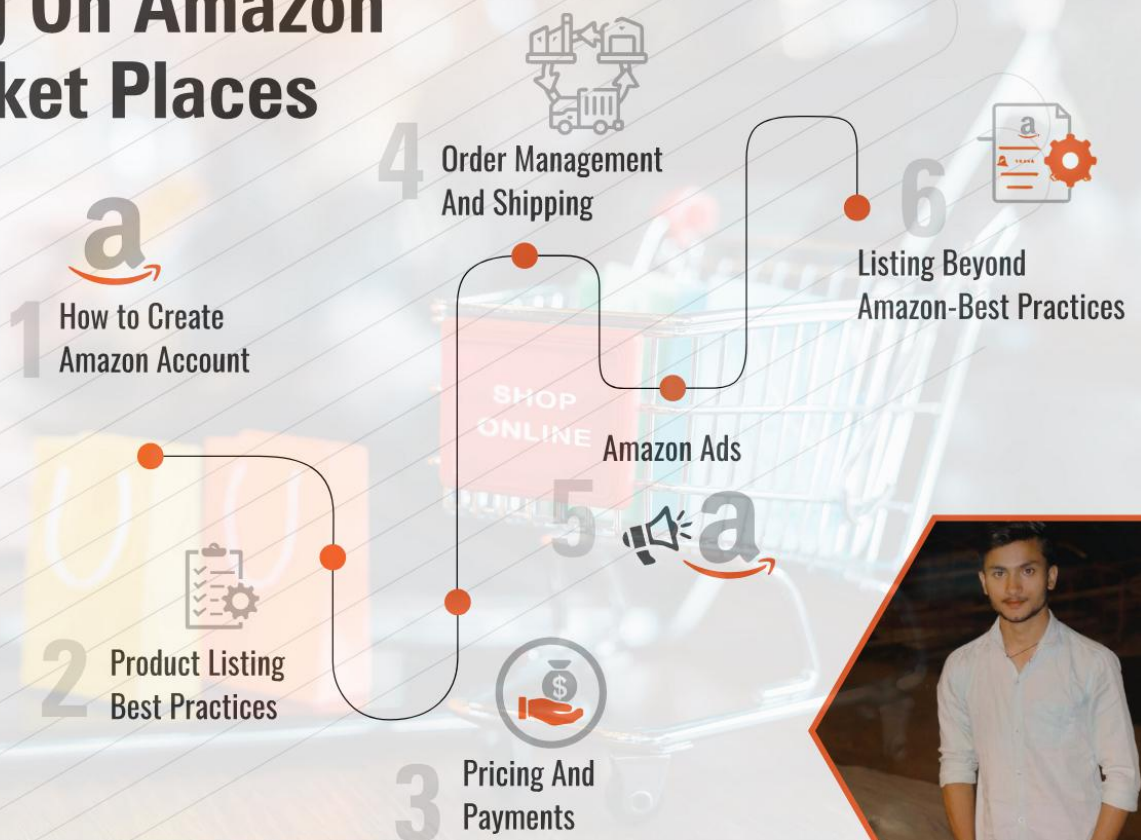 On Amazon
ket Places
1
How to Create
Amazon Account
2
Product Listing
Best Practices
3
Pricing And
Payments
4
Order Management
And Shipping
5
Amazon Ads
6
Listing Beyond
Amazon-Best Practices
SHOP
ONLINE
a
a
a
$